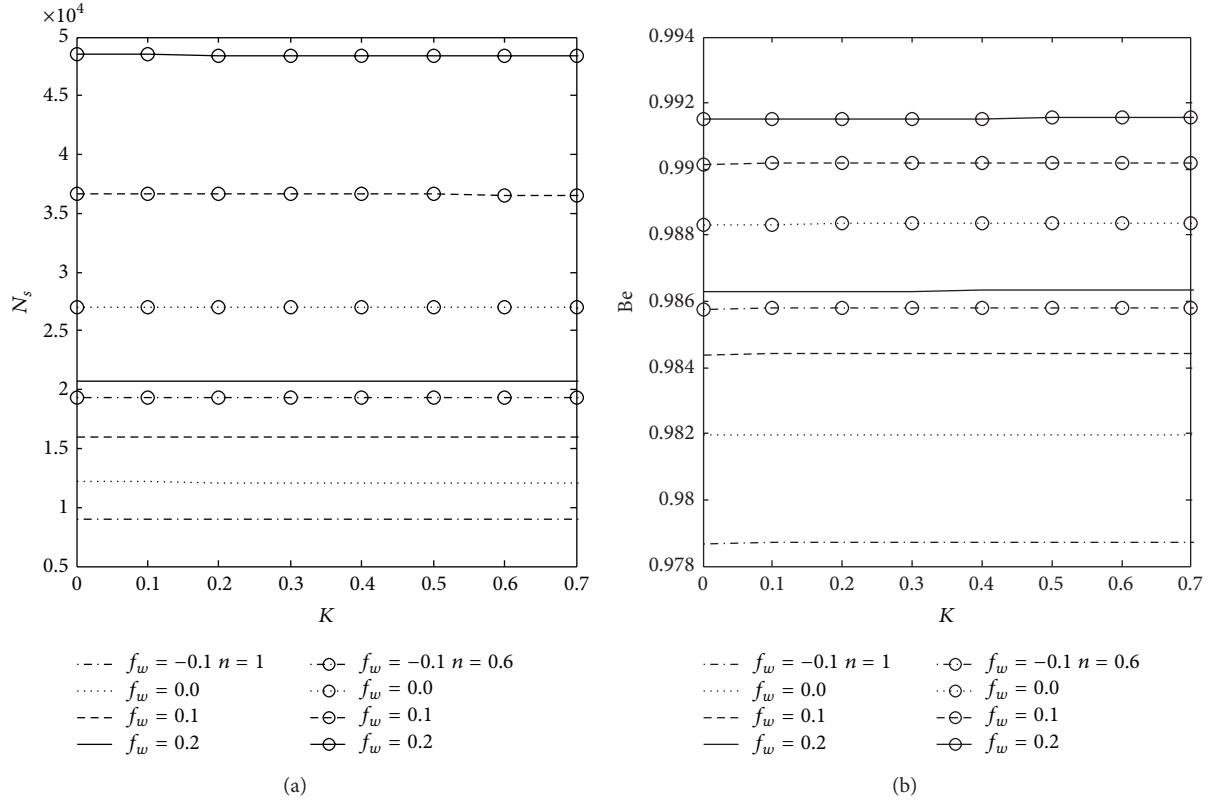 ×10⁴
5
4.5
4
3.5
3
2.5
2
1.5
1
0.5
N_s
0 0.1 0.2 0.3 0.4 0.5 0.6 0.7
K
f_w = −0.1 n = 1
f_w = 0.0
f_w = 0.1
f_w = 0.2
f_w = −0.1 n = 0.6
f_w = 0.0
f_w = 0.1
f_w = 0.2
(a)
0.994
0.992
0.99
0.988
0.986
0.984
0.982
0.98
0.978
Be
0 0.1 0.2 0.3 0.4 0.5 0.6 0.7
K
f_w = −0.1 n = 1
f_w = 0.0
f_w = 0.1
f_w = 0.2
f_w = −0.1 n = 0.6
f_w = 0.0
f_w = 0.1
f_w = 0.2
(b)